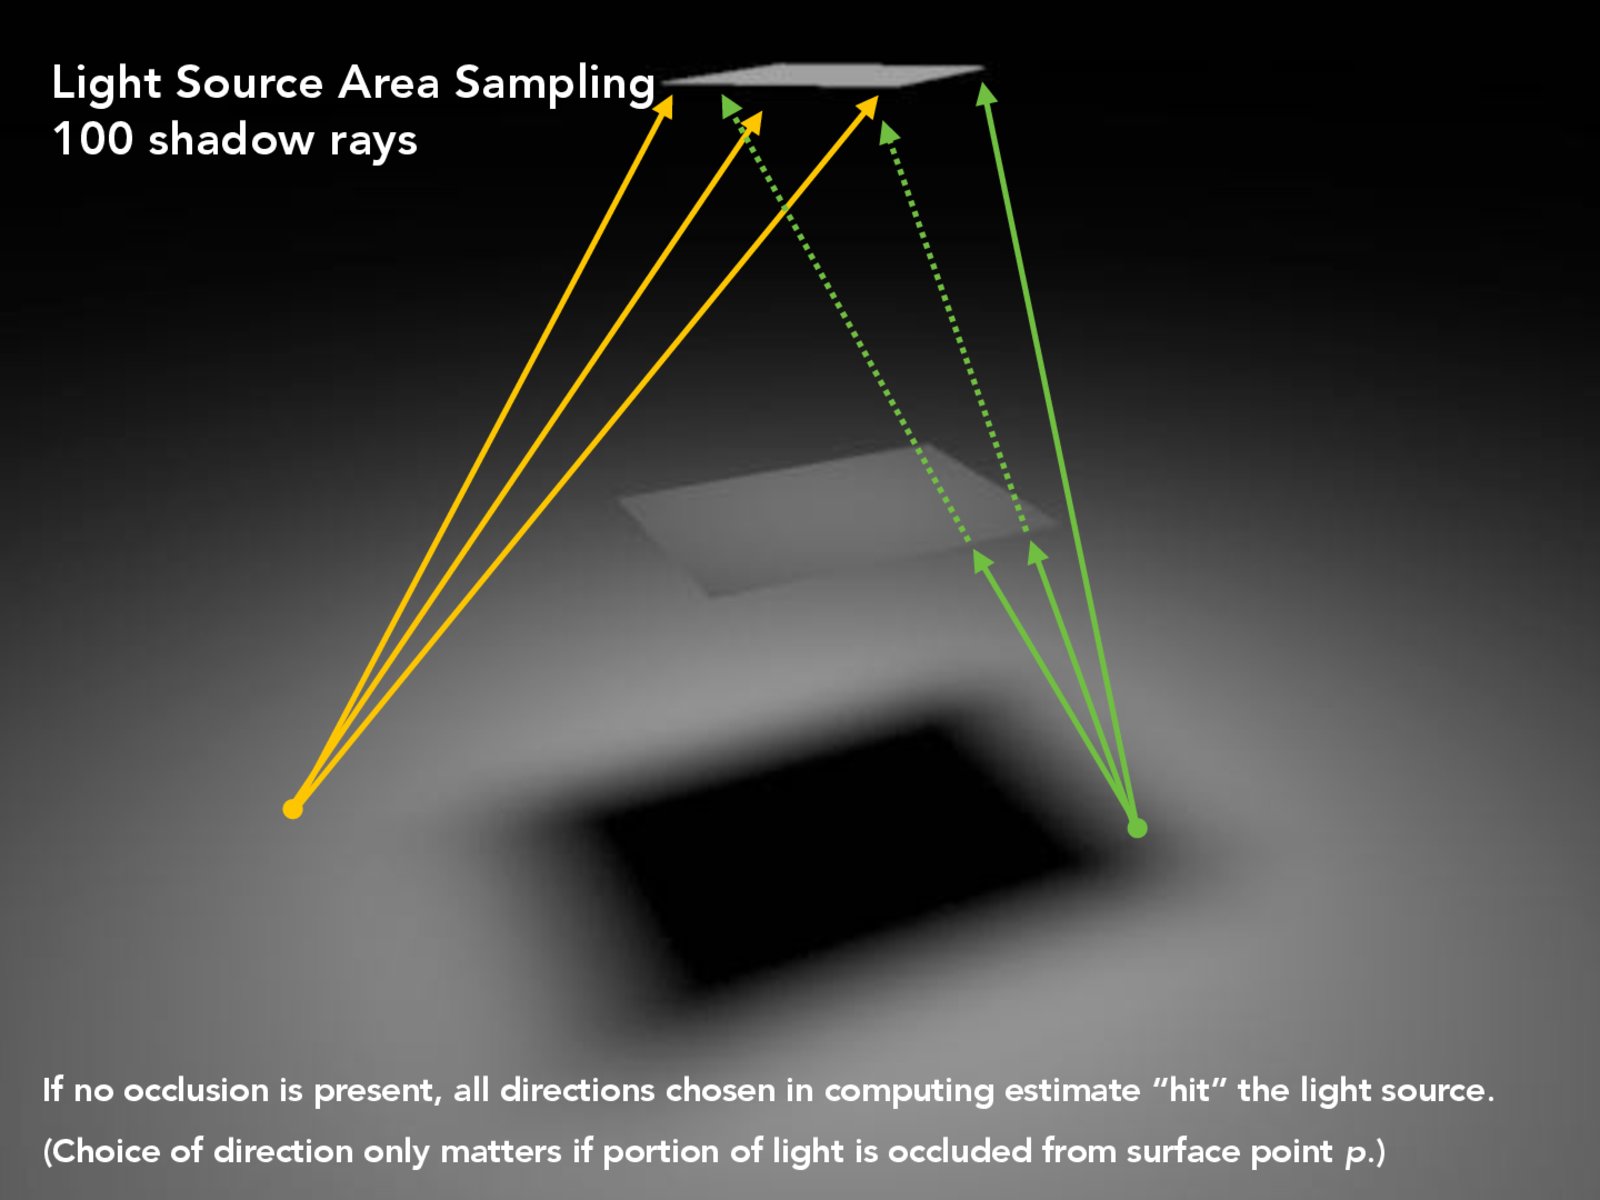 Light Source Area Sampling
100 shadow rays
If no occlusion is present, all directions chosen in computing estimate “hit” the light source.
(Choice of direction only matters if portion of light is occluded from surface point p.)